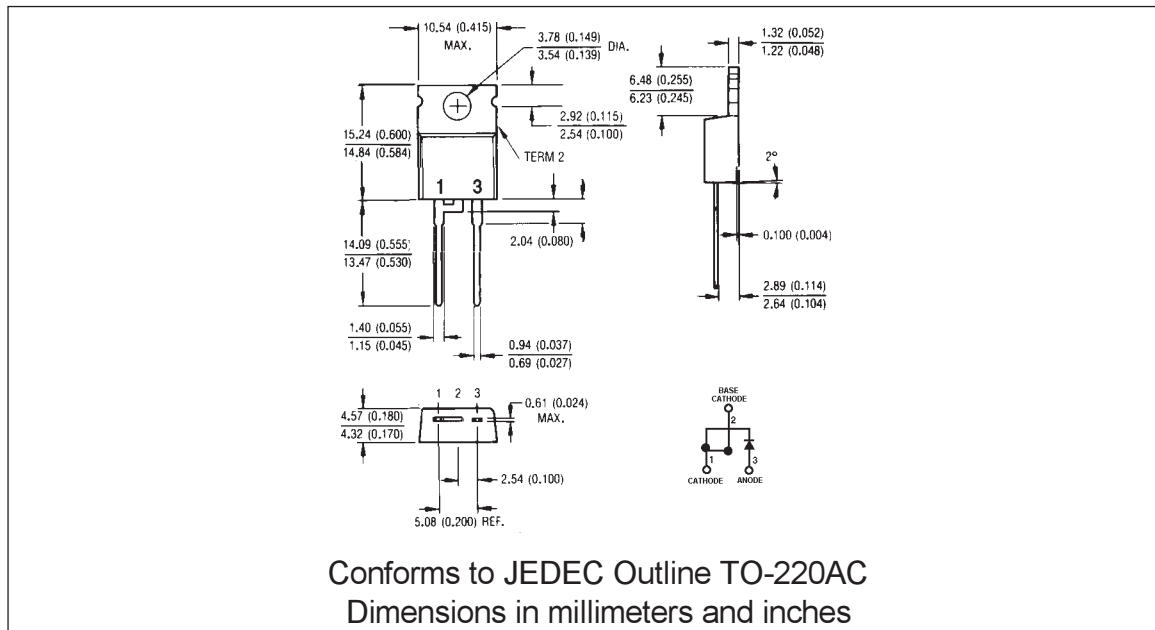 10.54 (0.415)
MAX.
3.78 (0.149)
3.54 (0.139)
DIA.
1.32 (0.052)
1.22 (0.048)
6.48 (0.255)
6.23 (0.245)
2.92 (0.115)
2.54 (0.100)
15.24 (0.600)
14.84 (0.584)
TERM 2
2°
1 3
14.09 (0.555)
13.47 (0.530)
2.04 (0.080)
0.100 (0.004)
2.89 (0.114)
2.64 (0.104)
1.40 (0.055)
1.15 (0.045)
0.94 (0.037)
0.69 (0.027)
1 2 3
0.61 (0.024)
MAX.
4.57 (0.180)
4.32 (0.170)
2.54 (0.100)
5.08 (0.200) REF.
BASE
CATHODE
2
1 3
CATHODE ANODE
Conforms to JEDEC Outline TO-220AC
Dimensions in millimeters and inches